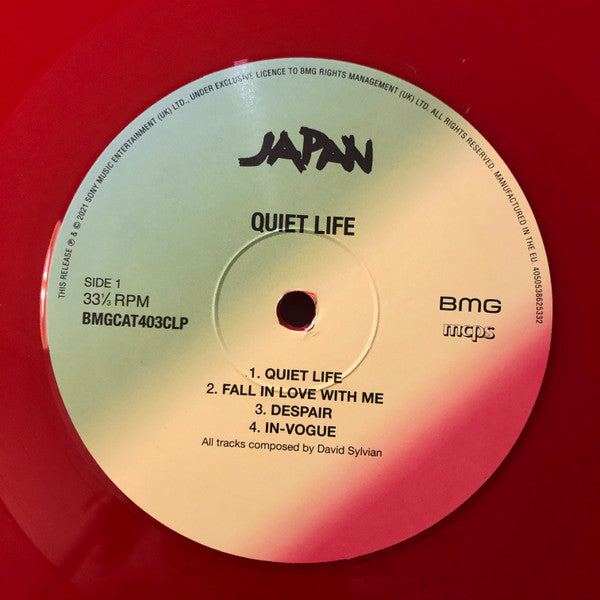 THIS RELEASE ℗ & © 2021 SONY MUSIC ENTERTAINMENT (UK) LTD., UNDER EXCLUSIVE LICENCE TO BMG RIGHTS MANAGEMENT (UK) LTD. ALL RIGHTS RESERVED. MANUFACTURED IN THE EU. 4050538625332
JAPAN
QUIET LIFE
SIDE 1
33⅓ RPM
BMGCAT403CLP
BMG
mcps
1. QUIET LIFE
2. FALL IN LOVE WITH ME
3. DESPAIR
4. IN-VOGUE
All tracks composed by David Sylvian